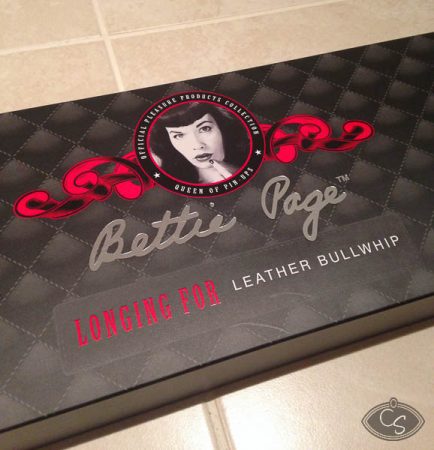 OFFICIAL PLEASURE PRODUCTS COLLECTION
QUEEN OF PIN-UPS
Bettie Page™
LONGING FOR LEATHER BULLWHIP
CS